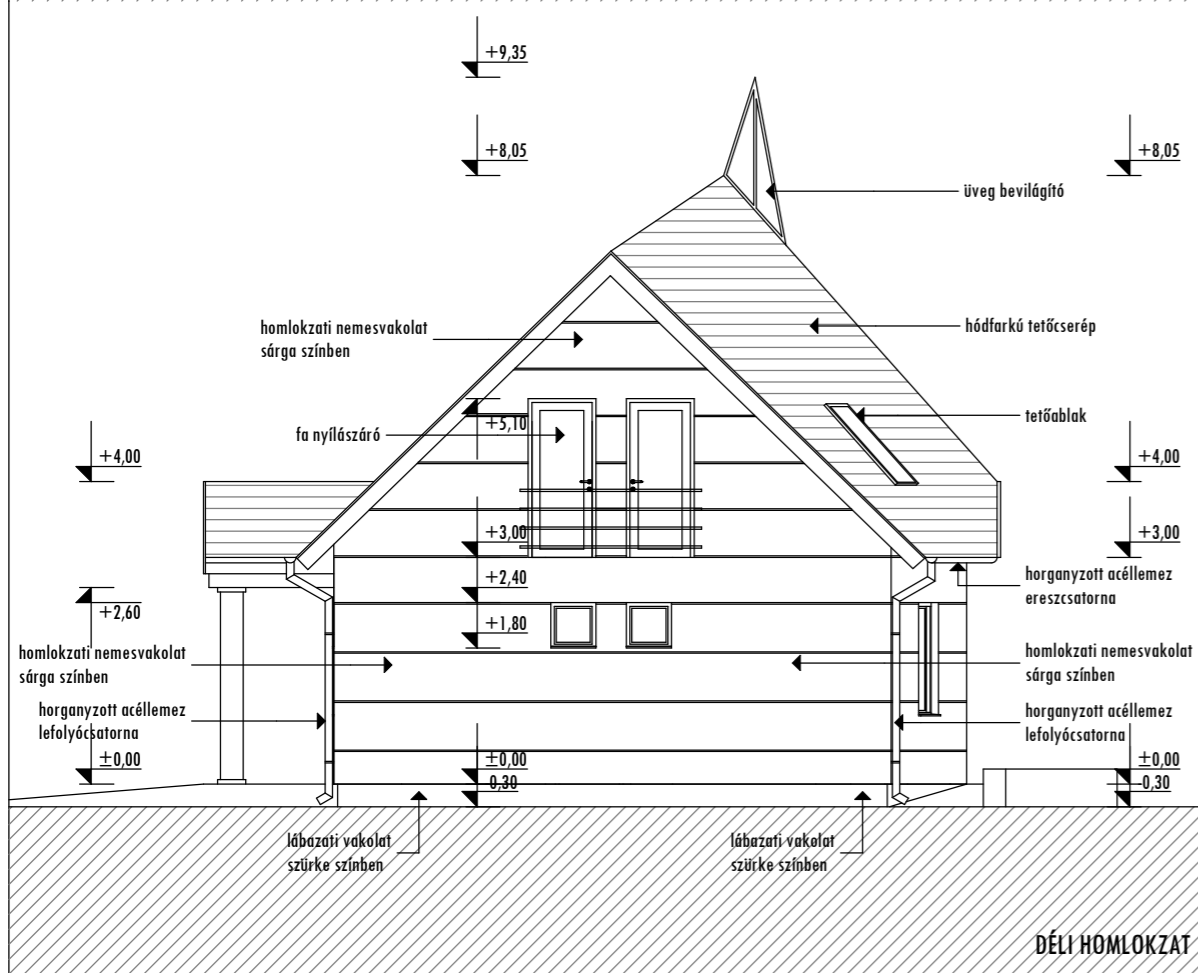 +9,35
+8,05
+8,05
üveg bevilágító
homlokzati nemesvakolat
sárga színben
hódfarkú tetőcserép
+5,10
fa nyílászáró
tetőablak
+4,00
+4,00
+3,00
+3,00
+2,40
horganyzott acéllemez
ereszcsatorna
+2,60
+1,80
homlokzati nemesvakolat
sárga színben
homlokzati nemesvakolat
sárga színben
horganyzott acéllemez
lefolyócsatorna
horganyzott acéllemez
lefolyócsatorna
±0,00
±0,00
-0,30
±0,00
-0,30
lábazati vakolat
szürke színben
lábazati vakolat
szürke színben
DÉLI HOMLOKZAT